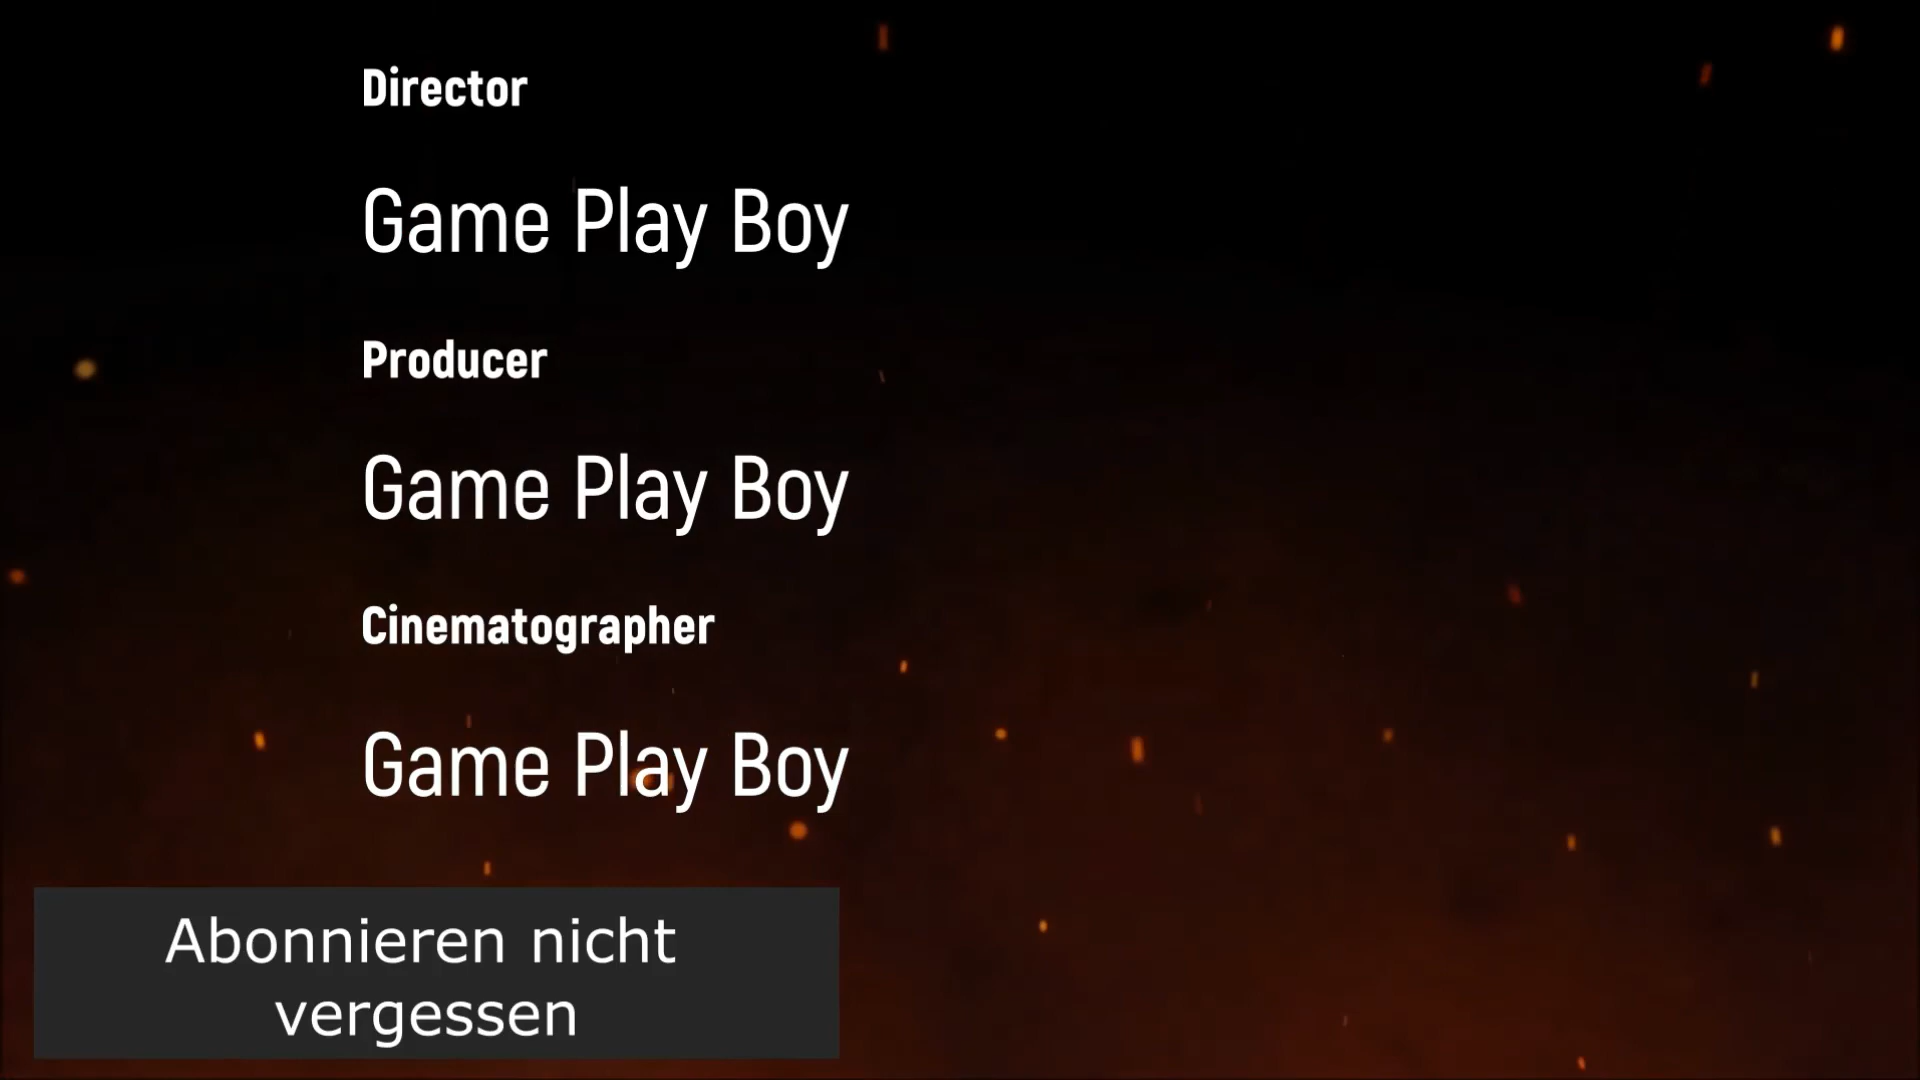 Director
Game Play Boy
Producer
Game Play Boy
Cinematographer
Game Play Boy
Abonnieren nicht
vergessen